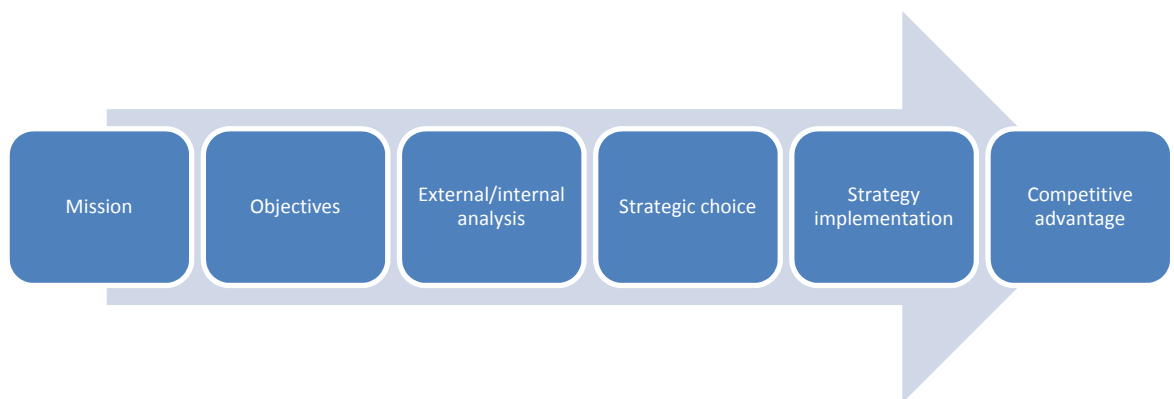 Mission
Objectives
External/internal
analysis
Strategic choice
Strategy
implementation
Competitive
advantage